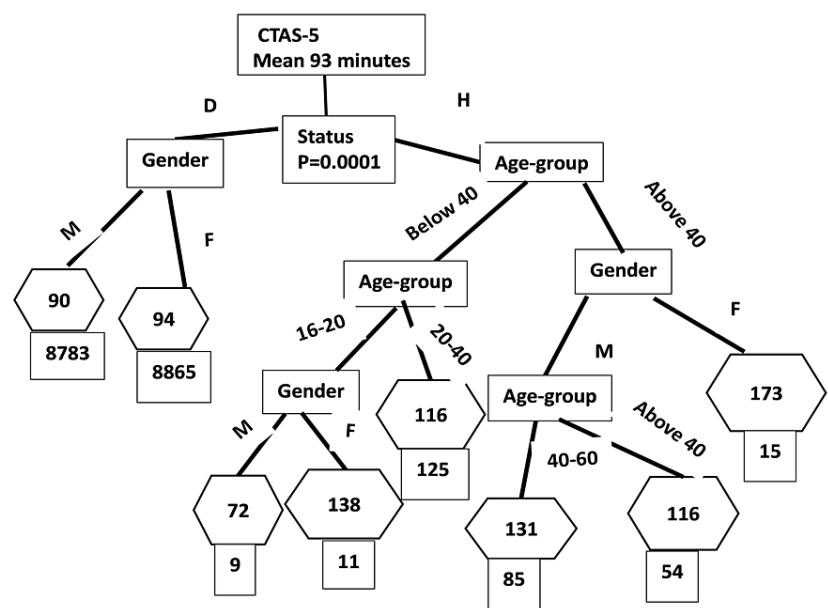 CTAS-5
Mean 93 minutes
D
H
Status
P=0.0001
Gender
Age-group
M
F
Below 40
Above 40
90
8783
94
8865
Age-group
Gender
16-20
20-40
M
F
Gender
116
125
Age-group
173
15
M
F
40-60
Above 40
72
9
138
11
131
85
116
54